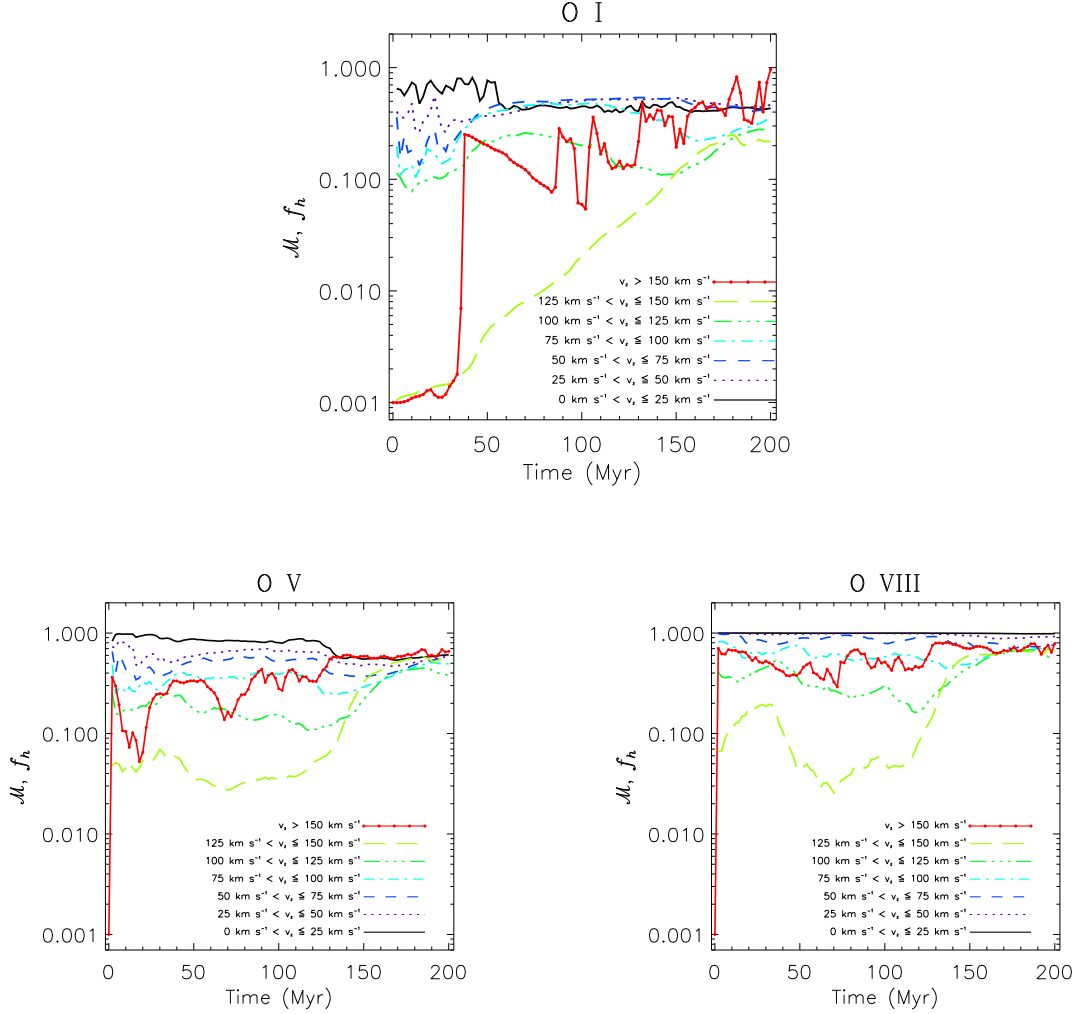 O I
1.000
0.100
0.010
0.001
ℳ, f_h
v_z > 150 km s⁻¹
125 km s⁻¹ < v_z ≦ 150 km s⁻¹
100 km s⁻¹ < v_z ≦ 125 km s⁻¹
75 km s⁻¹ < v_z ≦ 100 km s⁻¹
50 km s⁻¹ < v_z ≦ 75 km s⁻¹
25 km s⁻¹ < v_z ≦ 50 km s⁻¹
0 km s⁻¹ < v_z ≦ 25 km s⁻¹
0 50 100 150 200
Time (Myr)
O V
1.000
0.100
0.010
0.001
ℳ, f_h
v_z > 150 km s⁻¹
125 km s⁻¹ < v_z ≦ 150 km s⁻¹
100 km s⁻¹ < v_z ≦ 125 km s⁻¹
75 km s⁻¹ < v_z ≦ 100 km s⁻¹
50 km s⁻¹ < v_z ≦ 75 km s⁻¹
25 km s⁻¹ < v_z ≦ 50 km s⁻¹
0 km s⁻¹ < v_z ≦ 25 km s⁻¹
0 50 100 150 200
Time (Myr)
O VIII
1.000
0.100
0.010
0.001
ℳ, f_h
v_z > 150 km s⁻¹
125 km s⁻¹ < v_z ≦ 150 km s⁻¹
100 km s⁻¹ < v_z ≦ 125 km s⁻¹
75 km s⁻¹ < v_z ≦ 100 km s⁻¹
50 km s⁻¹ < v_z ≦ 75 km s⁻¹
25 km s⁻¹ < v_z ≦ 50 km s⁻¹
0 km s⁻¹ < v_z ≦ 25 km s⁻¹
0 50 100 150 200
Time (Myr)